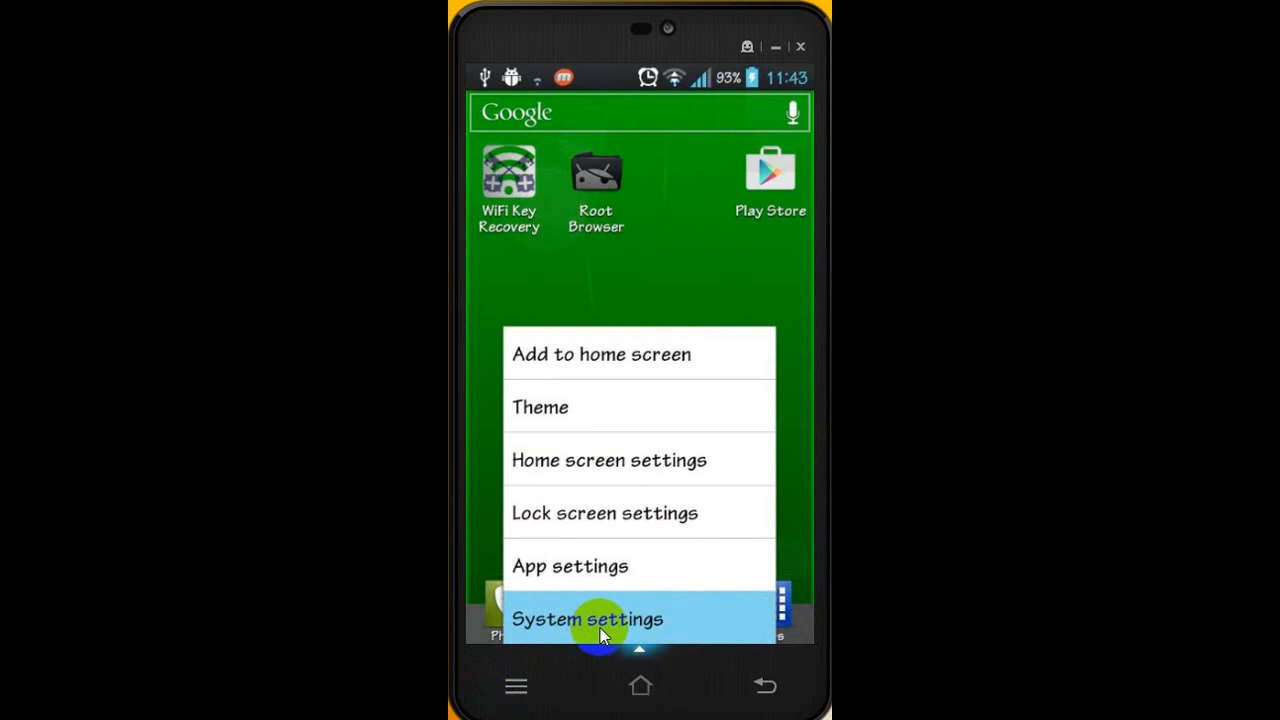 93% 11:43
Google
WiFi Key
Recovery
Root
Browser
Play Store
Add to home screen
Theme
Home screen settings
Lock screen settings
App settings
System settings